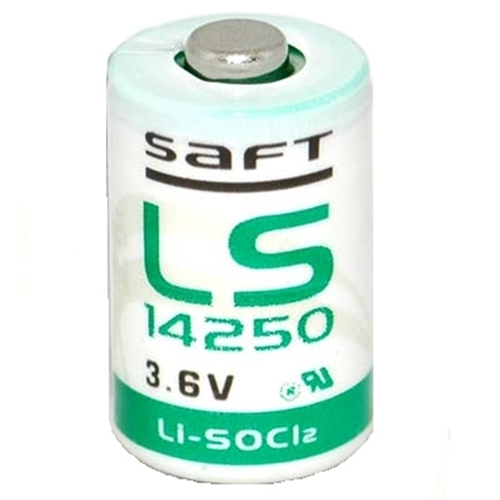 SAFT
LS
14250
3.6V
Li-SOCl₂